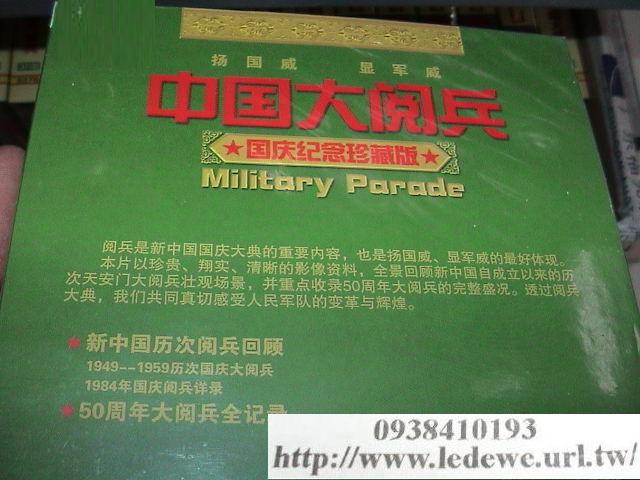 扬国威 显军威
中国大阅兵
★国庆纪念珍藏版★
Military Parade
阅兵是新中国国庆大典的重要内容，也是扬国威、显军威的最好体现。
本片以珍贵、翔实、清晰的影像资料，全景回顾新中国自成立以来的历
次天安门大阅兵壮观场景，并重点收录50周年大阅兵的完整盛况。透过阅兵
大典，我们共同真切感受人民军队的变革与辉煌。
★新中国历次阅兵回顾
1949--1959历次国庆大阅兵
1984年国庆阅兵详录
★50周年大阅兵全记录
0938410193
http://www.ledewe.url.tw/